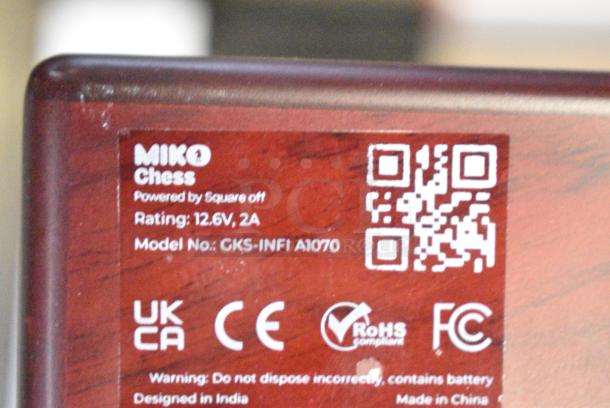 MIKO
Chess
Powered by Square off
Rating: 12.6V, 2A
Model No.: GKS-INFI A1070
UK
CA
CE
RoHS
compliant
FC
Warning: Do not dispose incorrectly, contains battery
Designed in India
Made in China